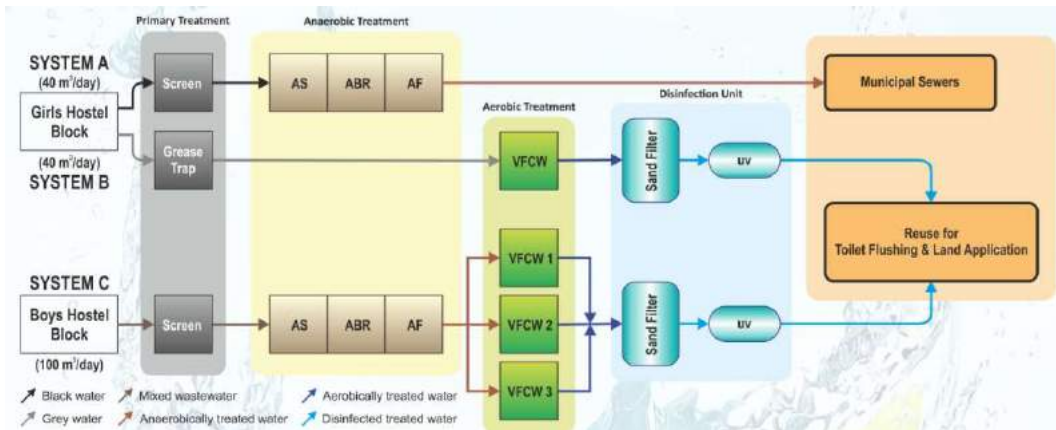 Primary Treatment
Anaerobic Treatment
SYSTEM A
(40 m³/day)
Girls Hostel
Block
(40 m³/day)
SYSTEM B
Screen
AS
ABR
AF
Municipal Sewers
Grease
Trap
Aerobic Treatment
VFCW
Disinfection Unit
Sand Filter
UV
Reuse for
Toilet Flushing & Land Application
SYSTEM C
Boys Hostel
Block
(100 m³/day)
Screen
AS
ABR
AF
VFCW 1
VFCW 2
VFCW 3
Sand Filter
UV
Black water
Mixed wastewater
Aerobically treated water
Grey water
Anaerobically treated water
Disinfected treated water